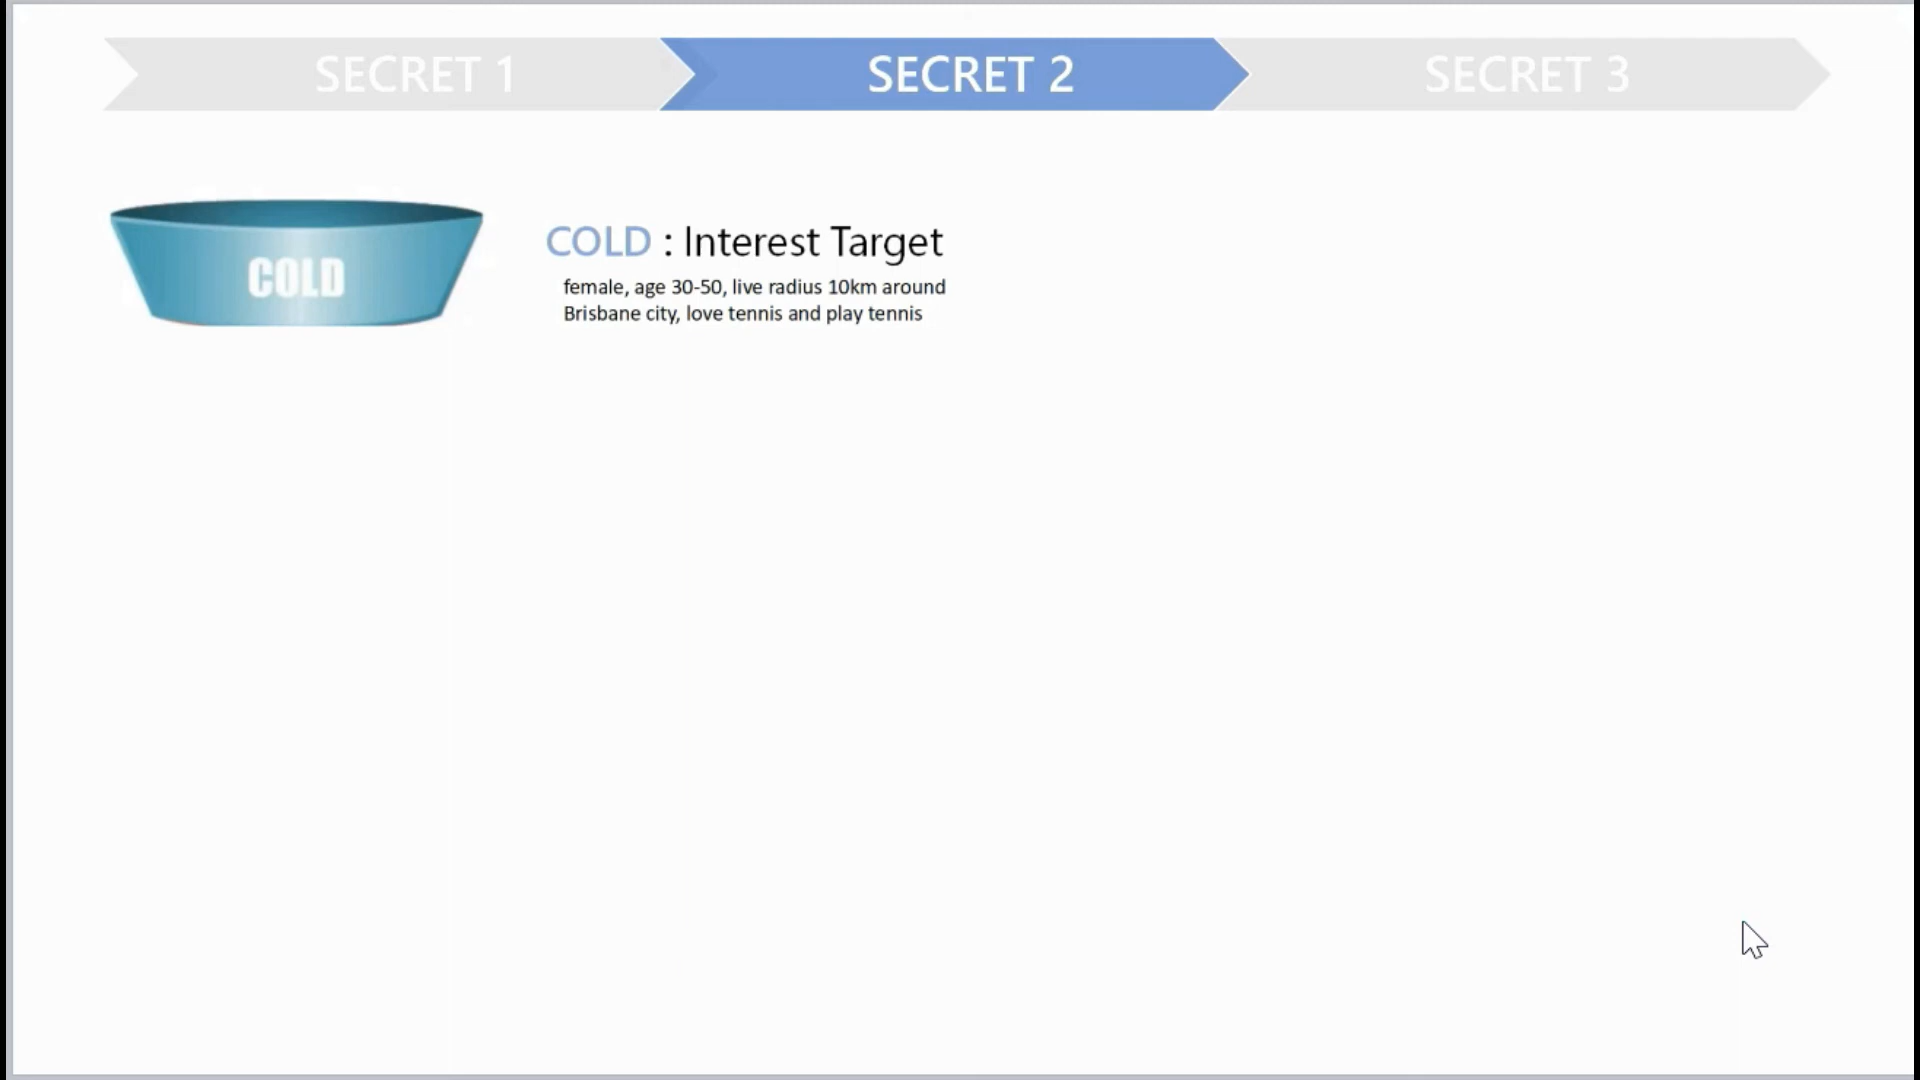 SECRET 1
SECRET 2
SECRET 3
COLD
COLD : Interest Target
female, age 30-50, live radius 10km around
Brisbane city, love tennis and play tennis